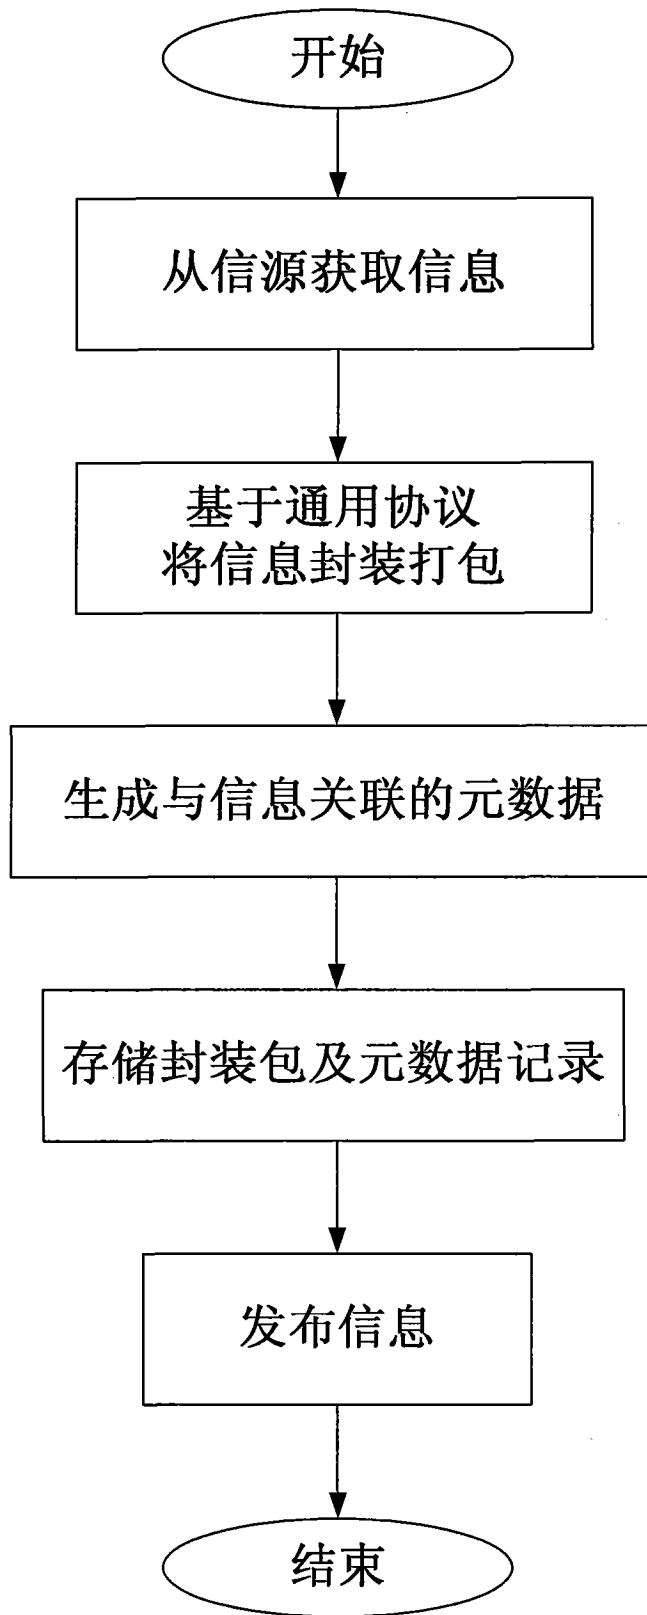 开始
从信源获取信息
基于通用协议
将信息封装打包
生成与信息关联的元数据
存储封装包及元数据记录
发布信息
结束